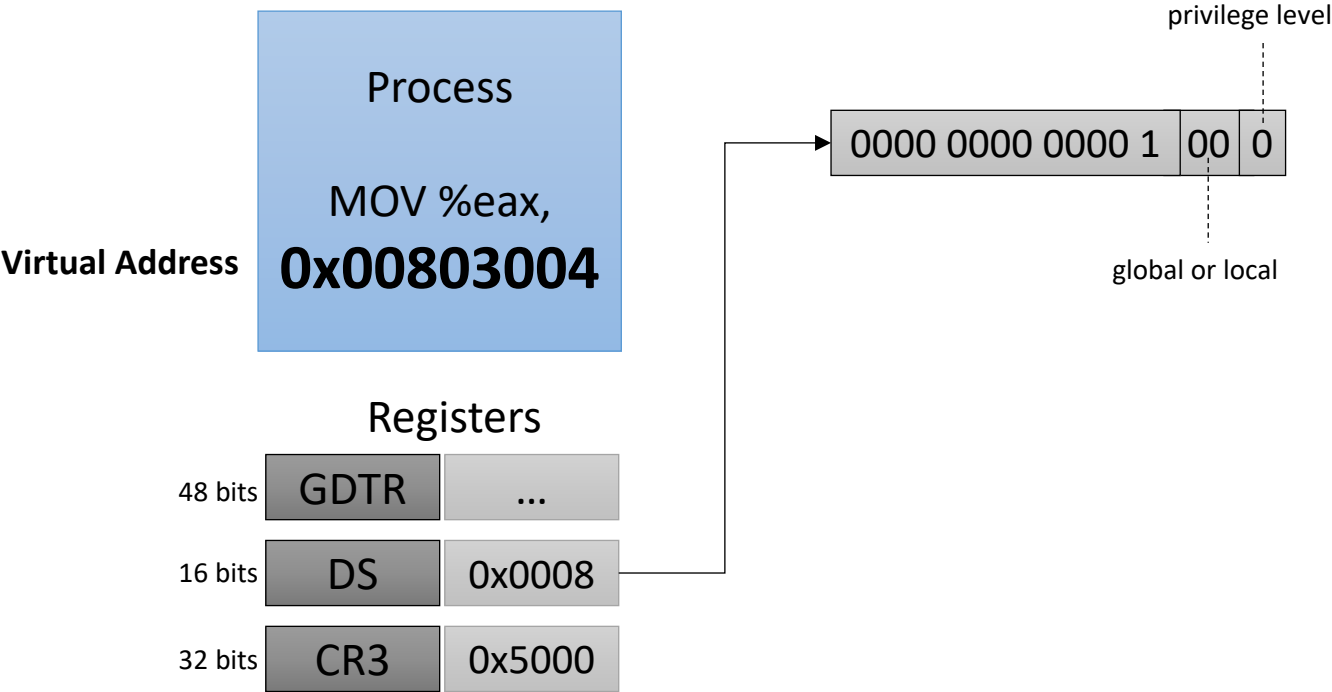 privilege level
Process
0000 0000 0000 1 00 0
MOV %eax,
Virtual Address 0x00803004
global or local
Registers
48 bits GDTR ...
16 bits DS 0x0008
32 bits CR3 0x5000